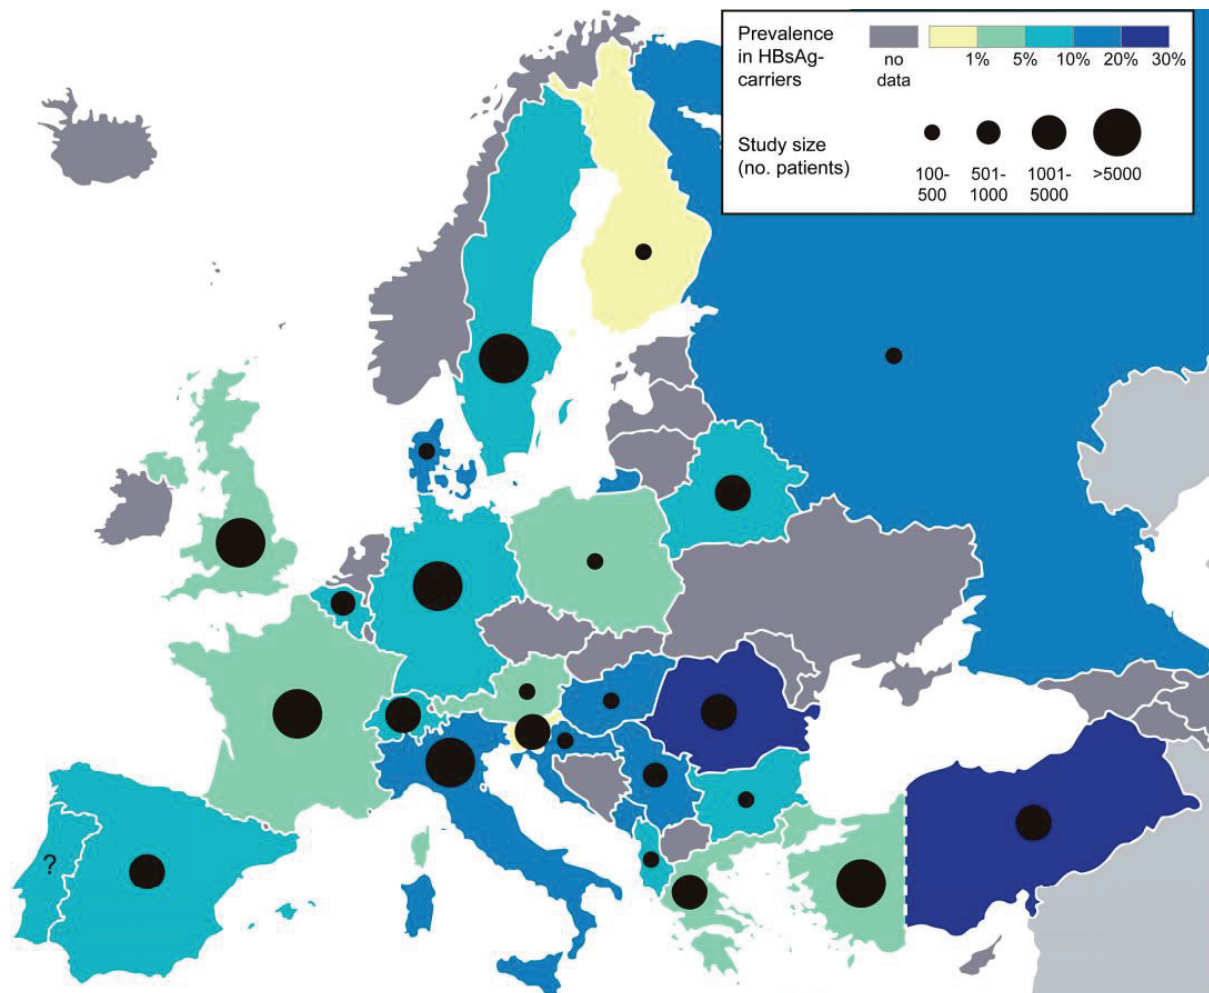 Prevalence
in HBsAg-
carriers
no
data
1% 5% 10% 20% 30%
Study size
(no. patients)
100-
500
501-
1000
1001-
5000
>5000
?